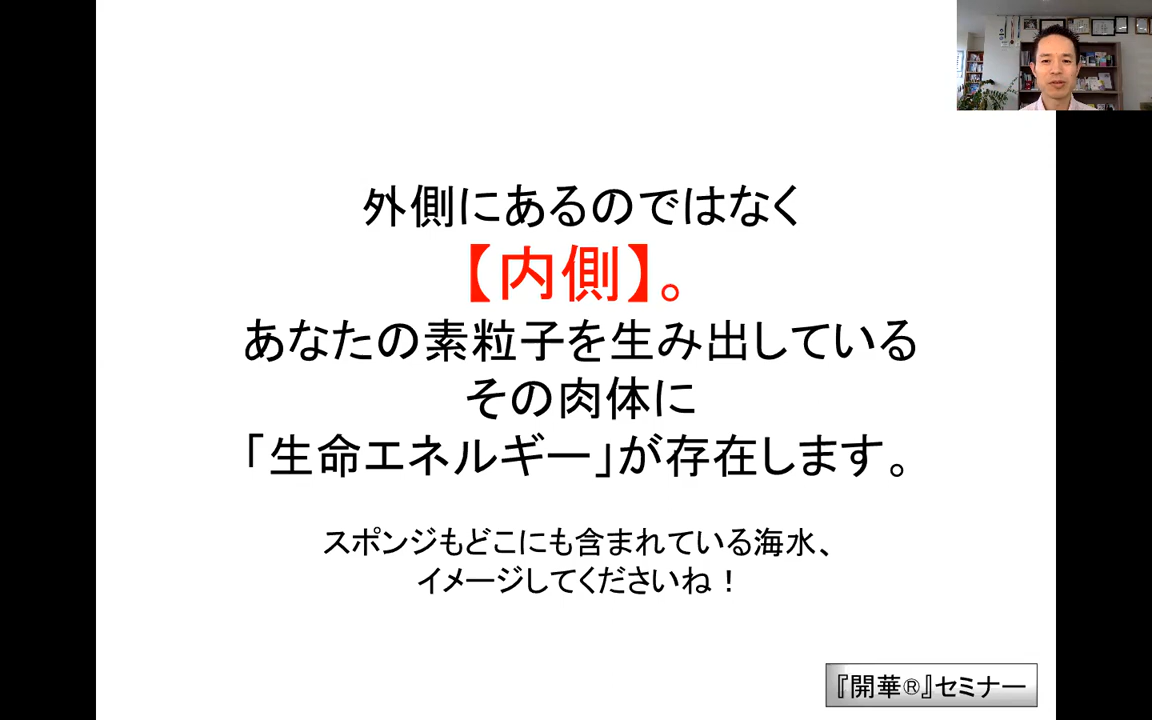 外側にあるのではなく
【内側】。
あなたの素粒子を生み出している
その肉体に
「生命エネルギー」が存在します。
スポンジもどこにも含まれている海水、
イメージしてくださいね！
『開華®』セミナー